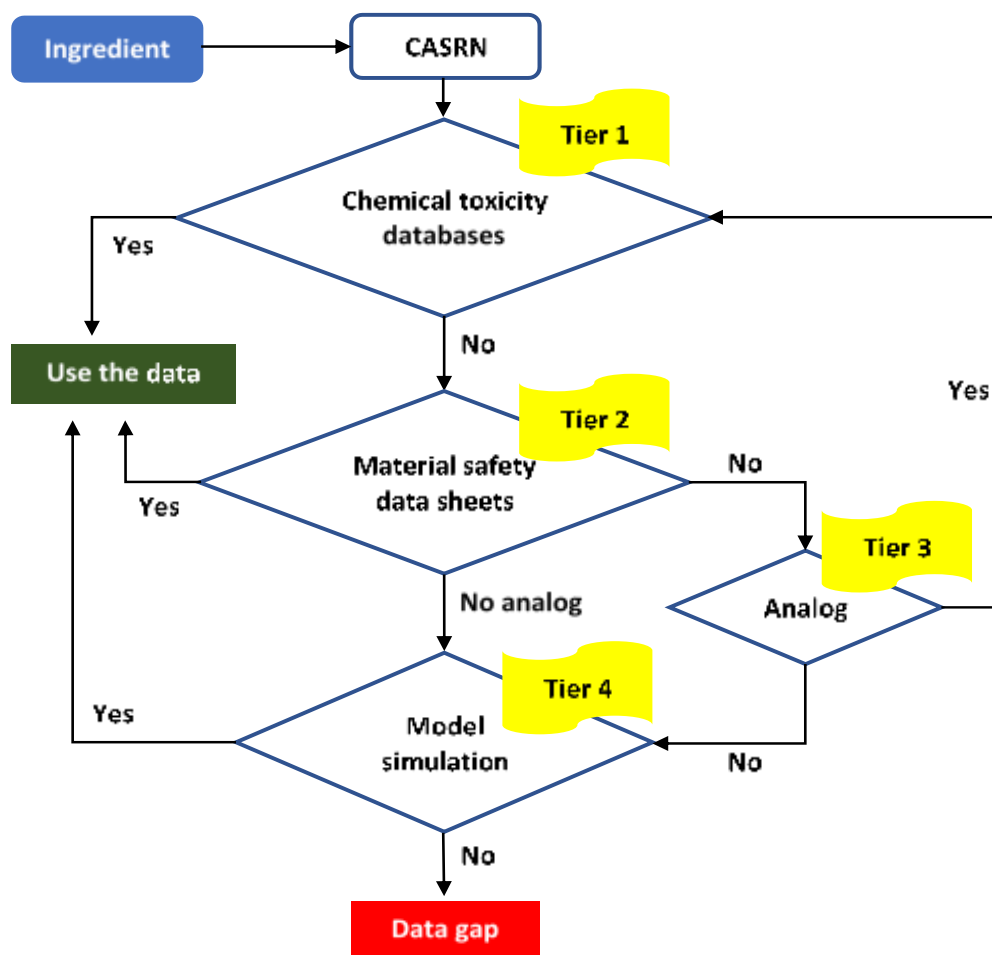 Ingredient
CASRN
Tier 1
Chemical toxicity
databases
Yes
No
Use the data
Yes
Tier 2
Material safety
data sheets
No
Yes
Tier 3
Analog
No analog
Tier 4
Model
simulation
Yes
No
No
Data gap